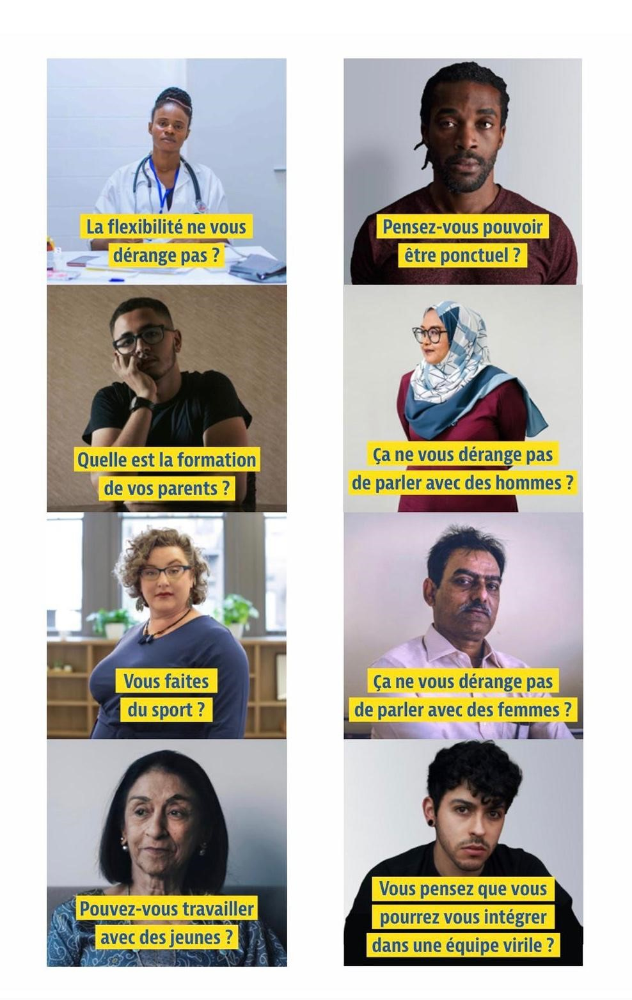 La flexibilité ne vous
dérange pas ?
Pensez-vous pouvoir
être ponctuel ?
Quelle est la formation
de vos parents ?
Ça ne vous dérange pas
de parler avec des hommes ?
Vous faites
du sport ?
Ça ne vous dérange pas
de parler avec des femmes ?
Pouvez-vous travailler
avec des jeunes ?
Vous pensez que vous
pourrez vous intégrer
dans une équipe virile ?